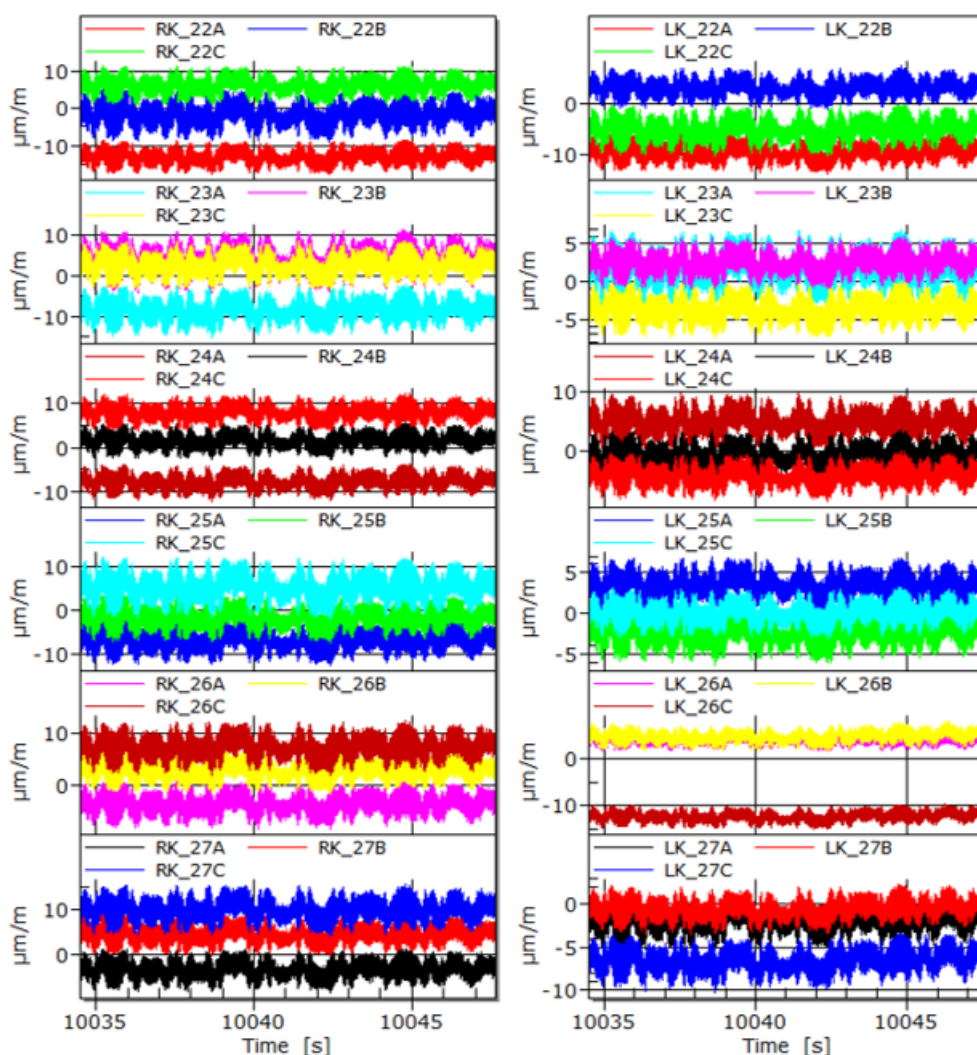 RK_22A RK_22B
RK_22C
10
0
-10
µm/m
RK_23A RK_23B
RK_23C
10
0
-10
µm/m
RK_24A RK_24B
RK_24C
10
0
-10
µm/m
RK_25A RK_25B
RK_25C
10
0
-10
µm/m
RK_26A RK_26B
RK_26C
10
0
µm/m
RK_27A RK_27B
RK_27C
10
0
µm/m
10035 10040 10045
Time [s]
LK_22A LK_22B
LK_22C
0
-10
µm/m
LK_23A LK_23B
LK_23C
5
0
-5
µm/m
LK_24A LK_24B
LK_24C
10
0
µm/m
LK_25A LK_25B
LK_25C
5
0
-5
µm/m
LK_26A LK_26B
LK_26C
0
-10
µm/m
LK_27A LK_27B
LK_27C
0
-5
-10
µm/m
10035 10040 10045
Time [s]